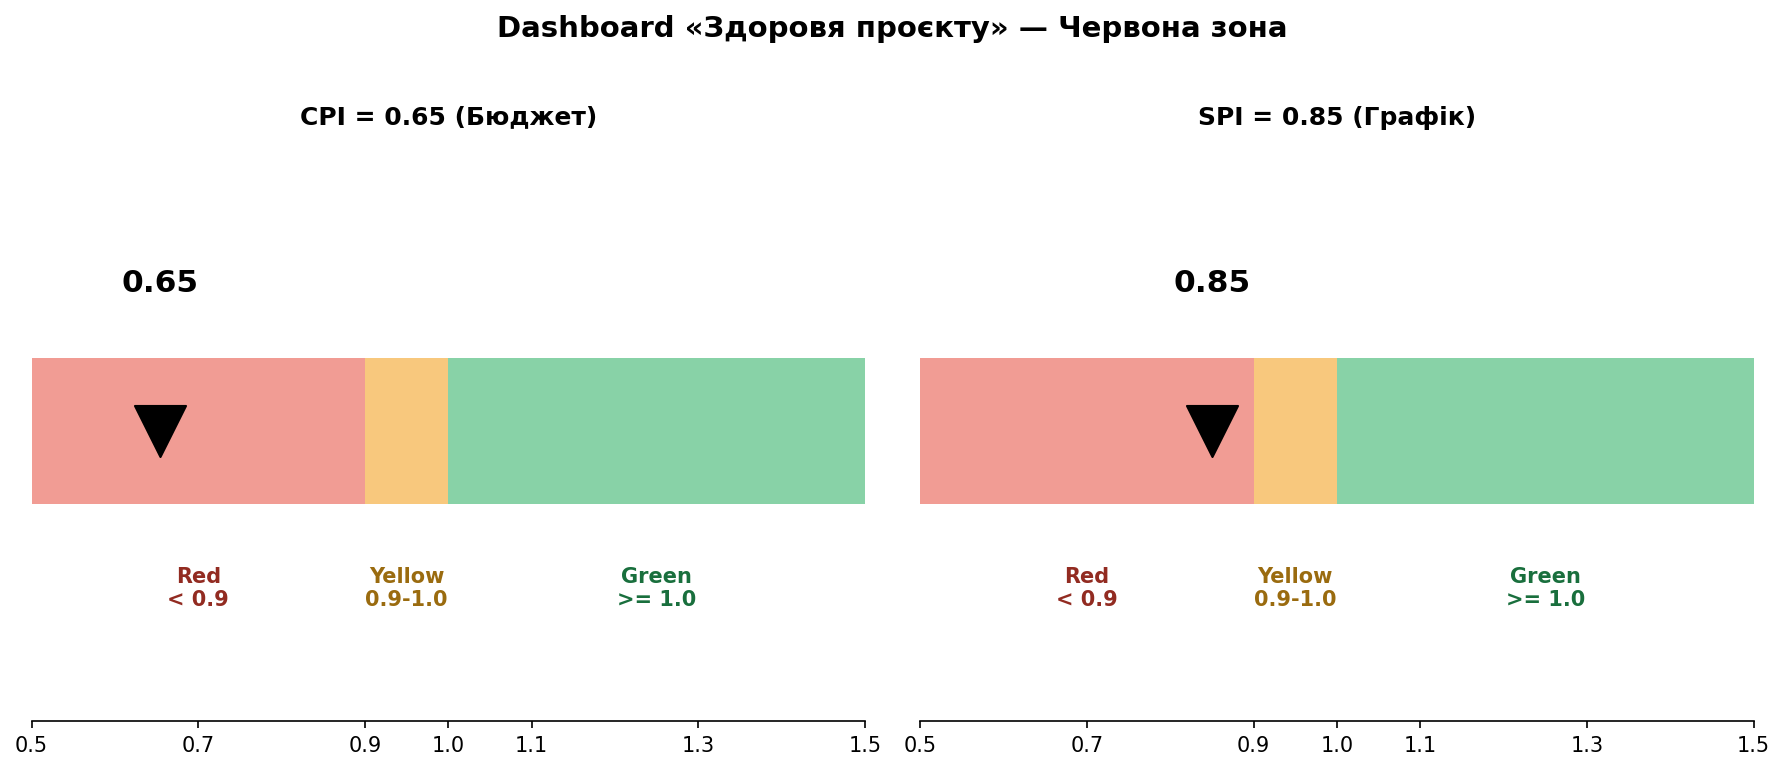 Dashboard «Здоровя проєкту» — Червона зона
CPI = 0.65 (Бюджет)
0.65
Red
< 0.9
Yellow
0.9-1.0
Green
>= 1.0
0.5 0.7 0.9 1.0 1.1 1.3 1.5
SPI = 0.85 (Графік)
0.85
Red
< 0.9
Yellow
0.9-1.0
Green
>= 1.0
0.5 0.7 0.9 1.0 1.1 1.3 1.5